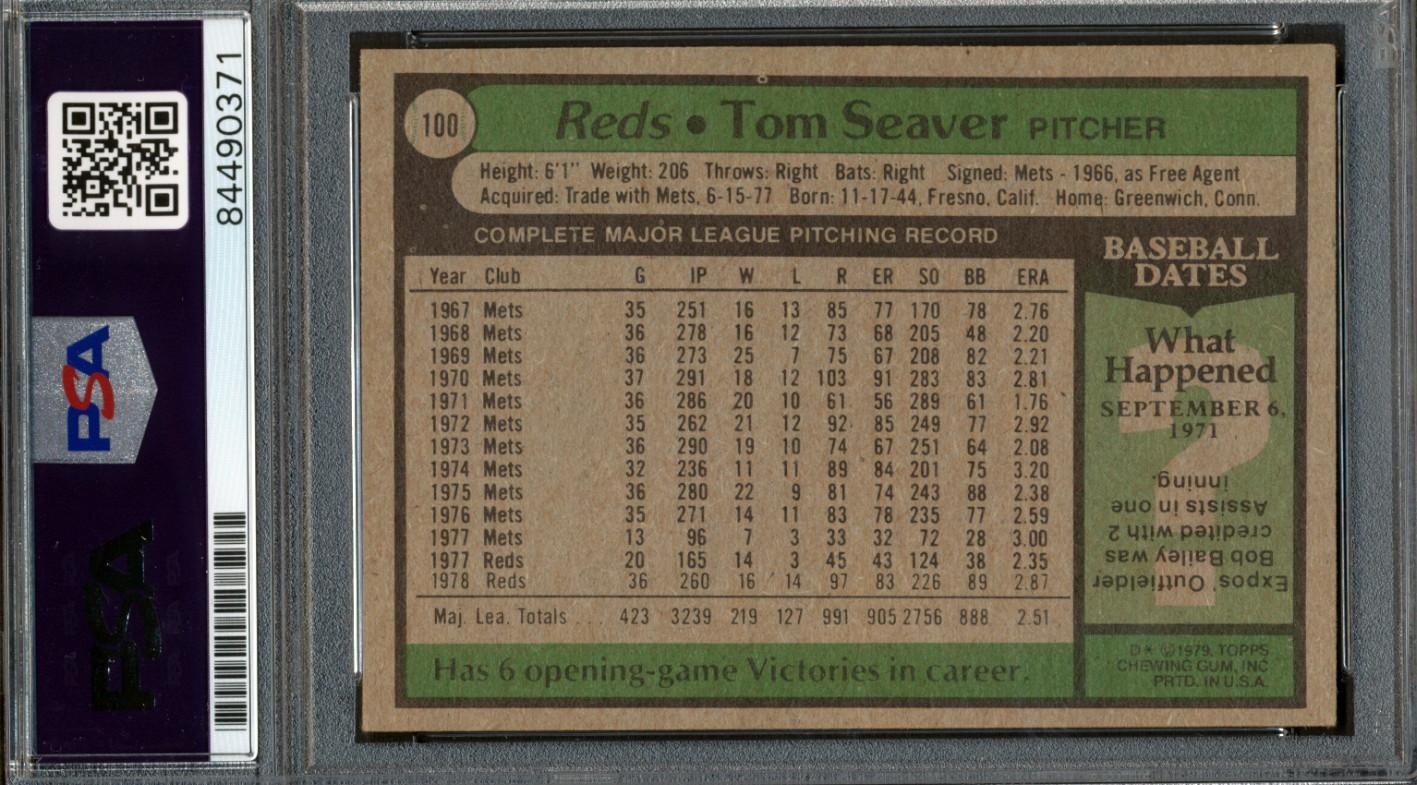 84490371
PSA
PSA
100
Reds • Tom Seaver PITCHER
Height: 6'1" Weight: 206 Throws: Right Bats: Right Signed: Mets - 1966, as Free Agent
Acquired: Trade with Mets, 6-15-77 Born: 11-17-44, Fresno, Calif. Home: Greenwich, Conn.
COMPLETE MAJOR LEAGUE PITCHING RECORD
Year Club G IP W L R ER SO BB ERA
1967 Mets 35 251 16 13 85 77 170 78 2.76
1968 Mets 36 278 16 12 73 68 205 48 2.20
1969 Mets 36 273 25 7 75 67 208 82 2.21
1970 Mets 37 291 18 12 103 91 283 83 2.81
1971 Mets 36 286 20 10 61 56 289 61 1.76
1972 Mets 35 262 21 12 92 85 249 77 2.92
1973 Mets 36 290 19 10 74 67 251 64 2.08
1974 Mets 32 236 11 11 89 84 201 75 3.20
1975 Mets 36 280 22 9 81 74 243 88 2.38
1976 Mets 35 271 14 11 83 78 235 77 2.59
1977 Mets 13 96 7 3 33 32 72 28 3.00
1977 Reds 20 165 14 3 45 43 124 38 2.35
1978 Reds 36 260 16 14 97 83 226 89 2.87
Maj. Lea. Totals . . . 423 3239 219 127 991 905 2756 888 2.51
Has 6 opening-game Victories in career.
BASEBALL
DATES
What
Happened
SEPTEMBER 6,
1971
?
Expos' Outfielder
Bob Bailey was
credited with 2
Assists in one
inning.
D* ©1979, TOPPS
CHEWING GUM, INC
PRTD. IN U.S.A.